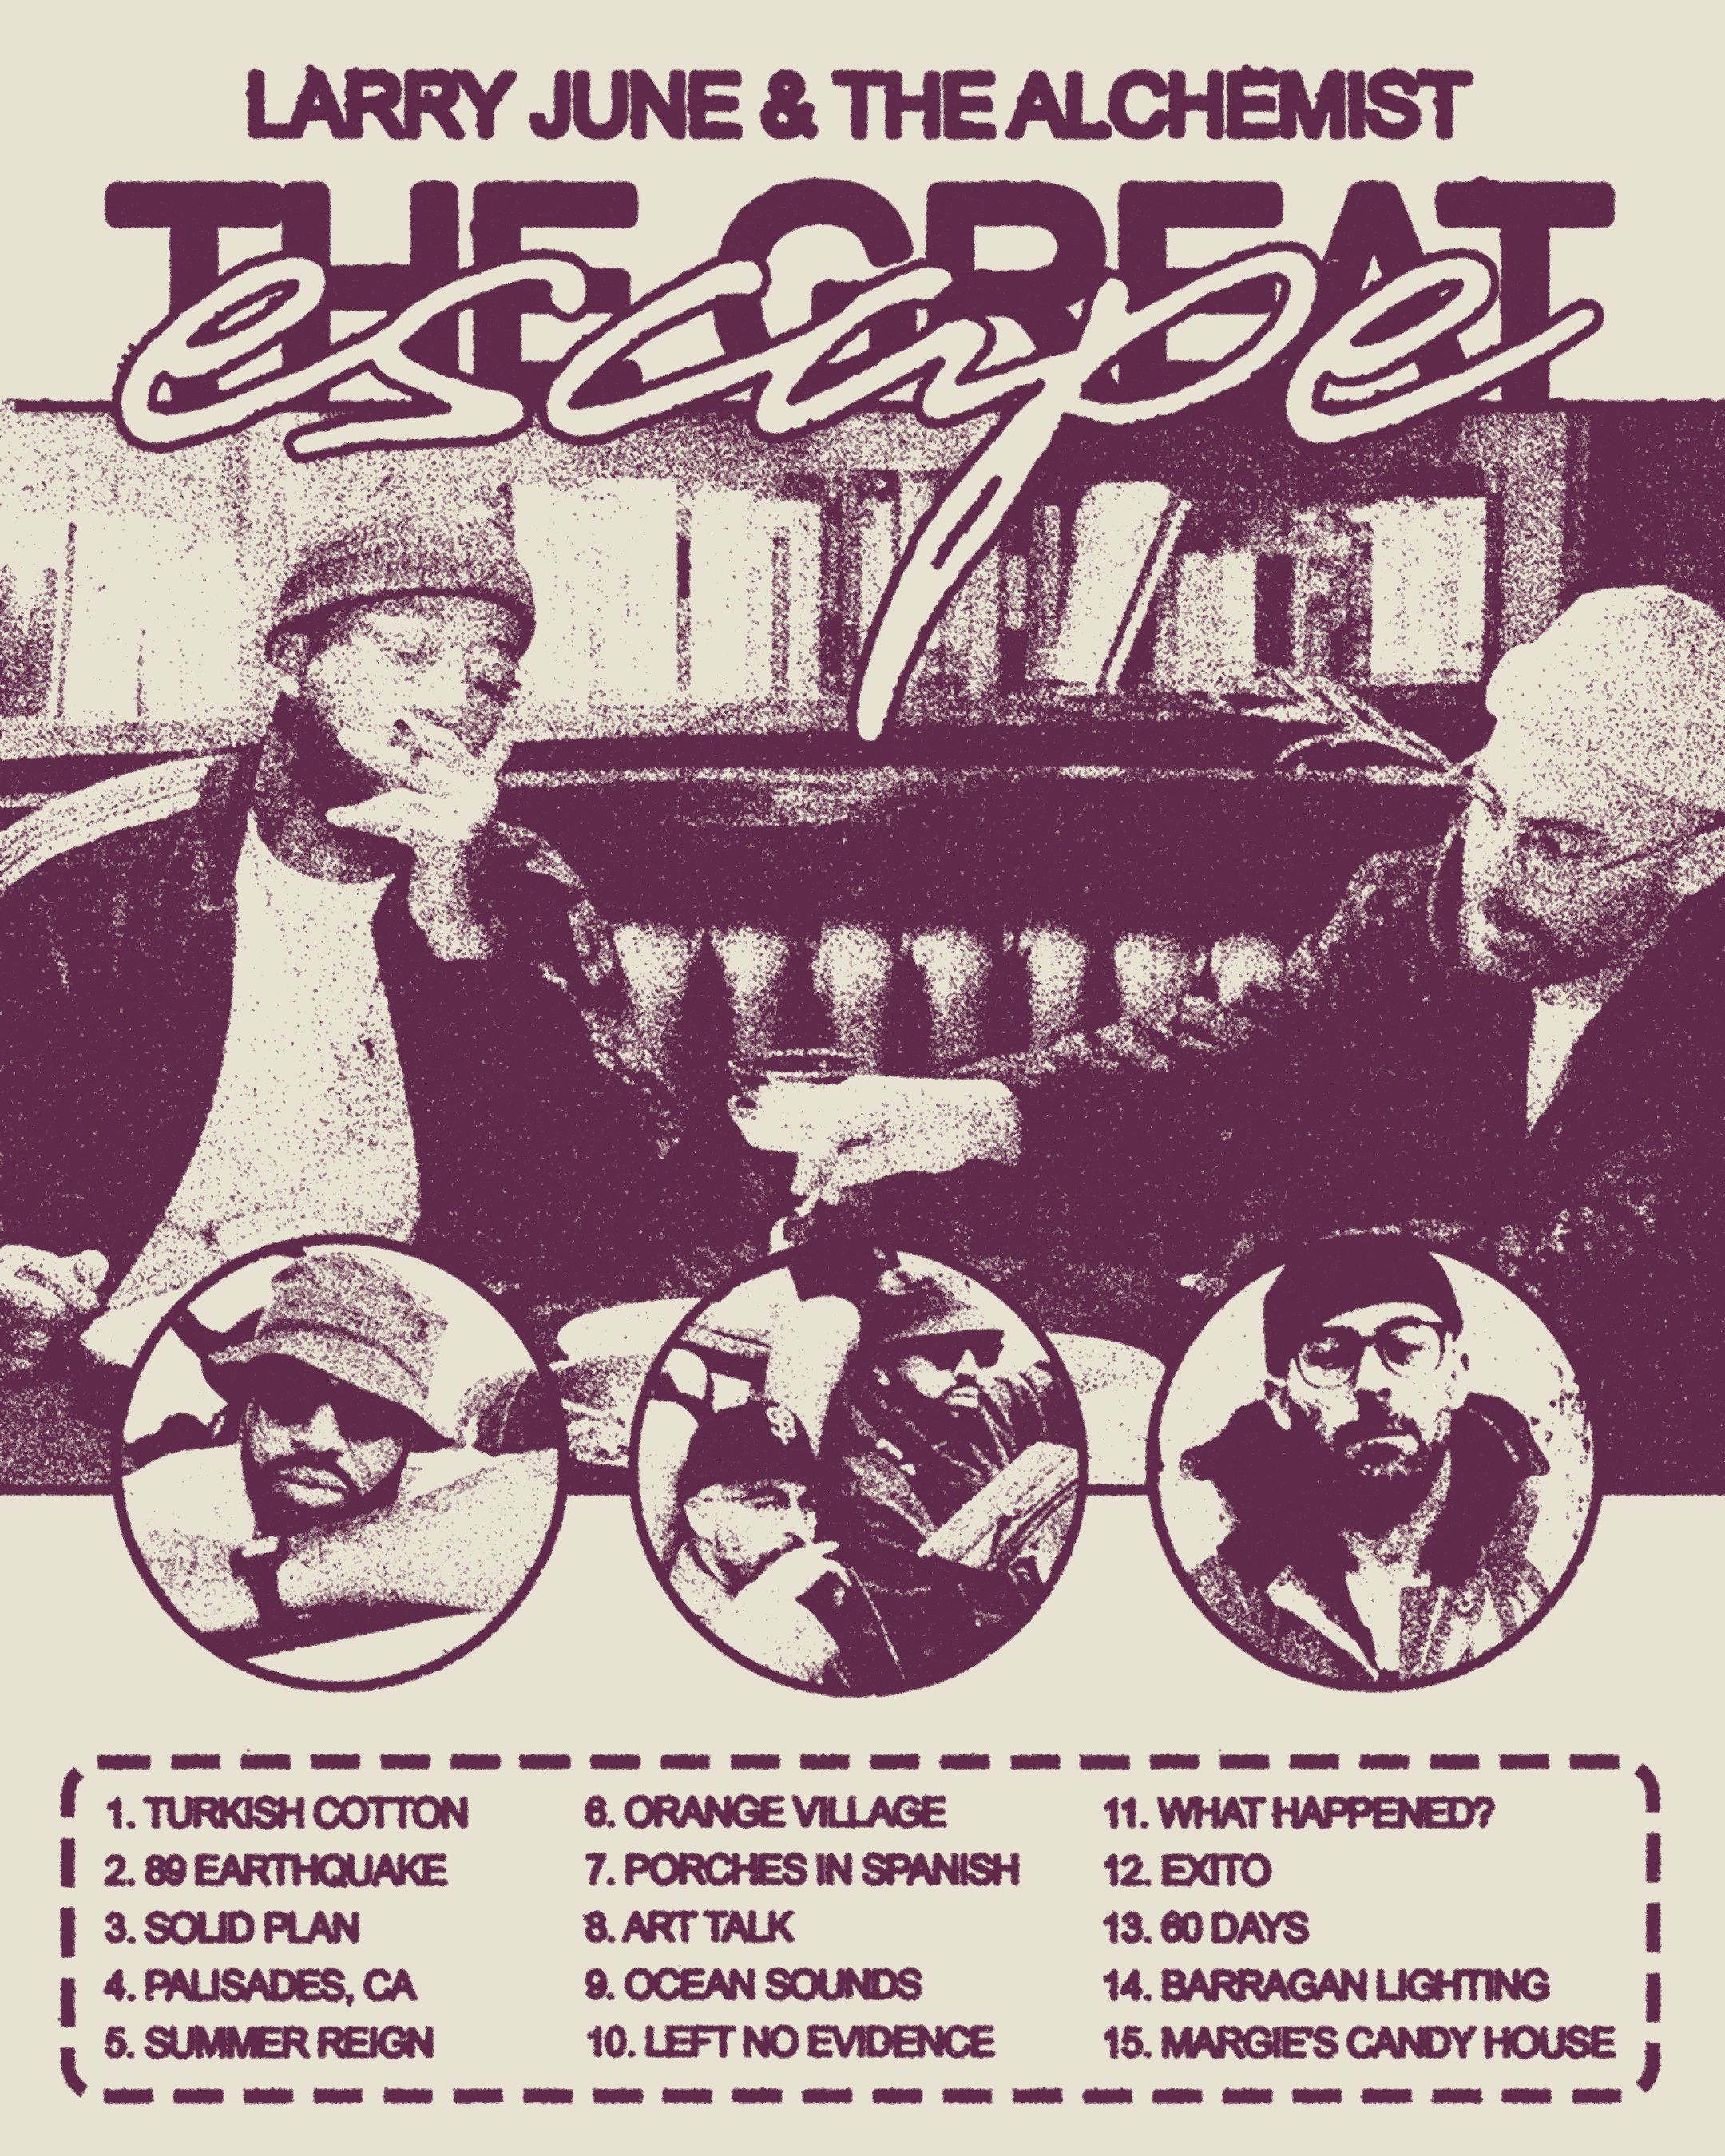 LARRY JUNE & THE ALCHEMIST
THE GREAT
escape
1. TURKISH COTTON
2. 89 EARTHQUAKE
3. SOLID PLAN
4. PALISADES, CA
5. SUMMER REIGN
6. ORANGE VILLAGE
7. PORCHES IN SPANISH
8. ART TALK
9. OCEAN SOUNDS
10. LEFT NO EVIDENCE
11. WHAT HAPPENED?
12. EXITO
13. 60 DAYS
14. BARRAGAN LIGHTING
15. MARGIE'S CANDY HOUSE